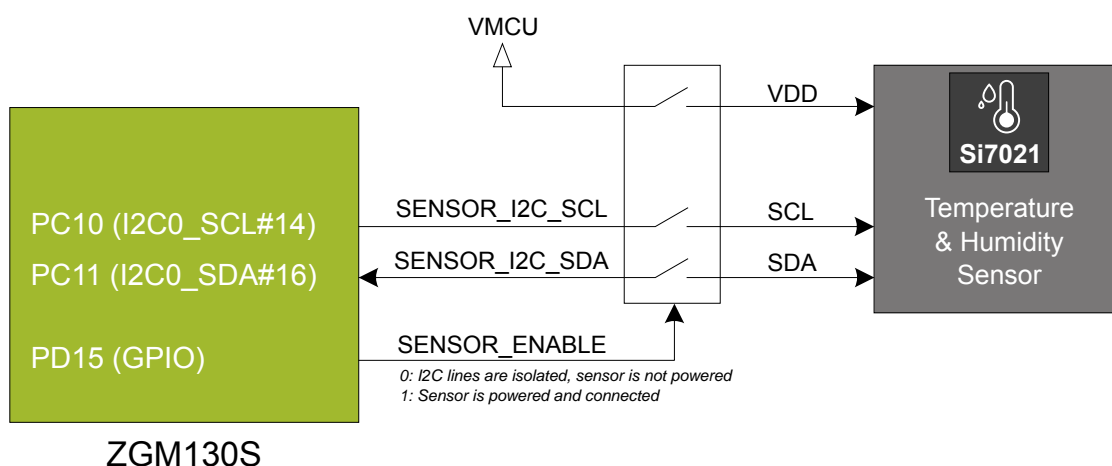 VMCU
VDD
Si7021
PC10 (I2C0_SCL#14)
SENSOR_I2C_SCL
SCL
Temperature
& Humidity
Sensor
PC11 (I2C0_SDA#16)
SENSOR_I2C_SDA
SDA
PD15 (GPIO)
SENSOR_ENABLE
0: I2C lines are isolated, sensor is not powered
1: Sensor is powered and connected
ZGM130S